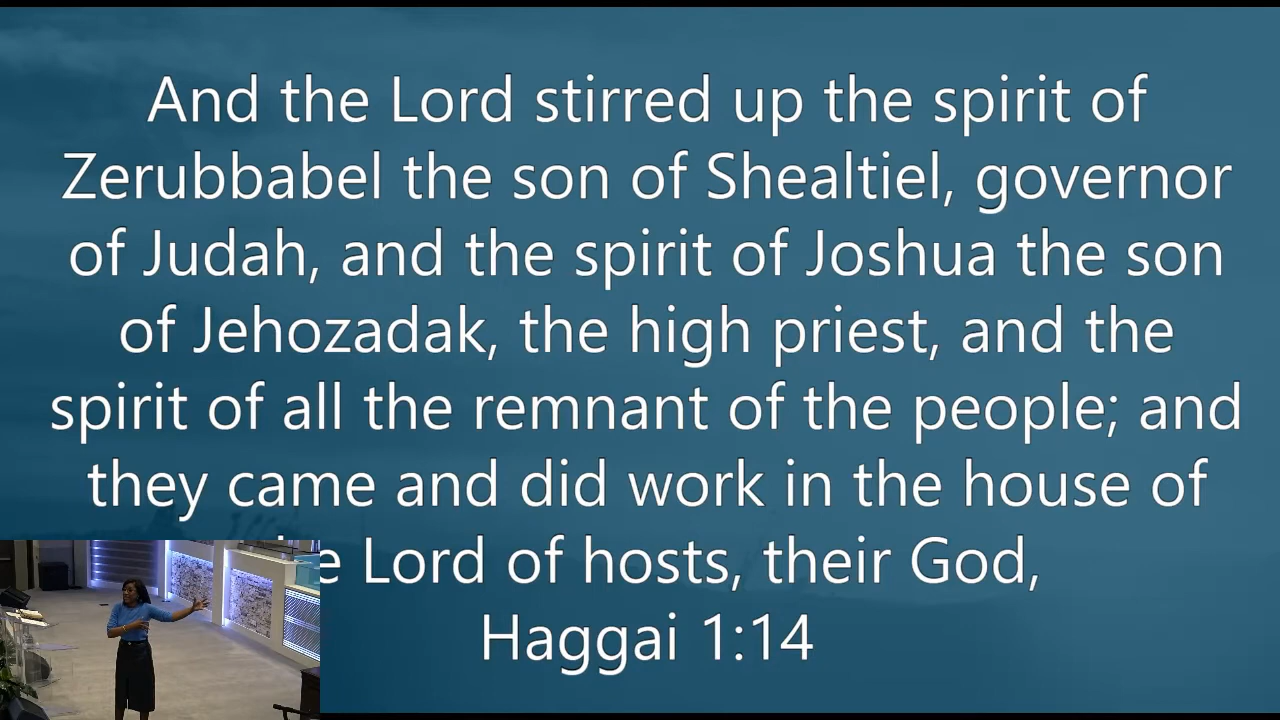 And the Lord stirred up the spirit of
Zerubbabel the son of Shealtiel, governor
of Judah, and the spirit of Joshua the son
of Jehozadak, the high priest, and the
spirit of all the remnant of the people; and
they came and did work in the house of
Lord of hosts, their God,
Haggai 1:14